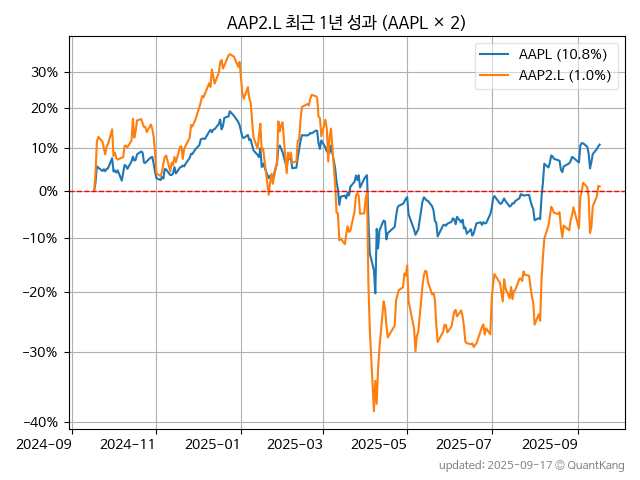 AAP2.L 최근 1년 성과 (AAPL × 2)
AAPL (10.8%)
AAP2.L (1.0%)
30%
20%
10%
0%
−10%
−20%
−30%
−40%
2024-09 2024-11 2025-01 2025-03 2025-05 2025-07 2025-09
updated: 2025-09-17 © QuantKang